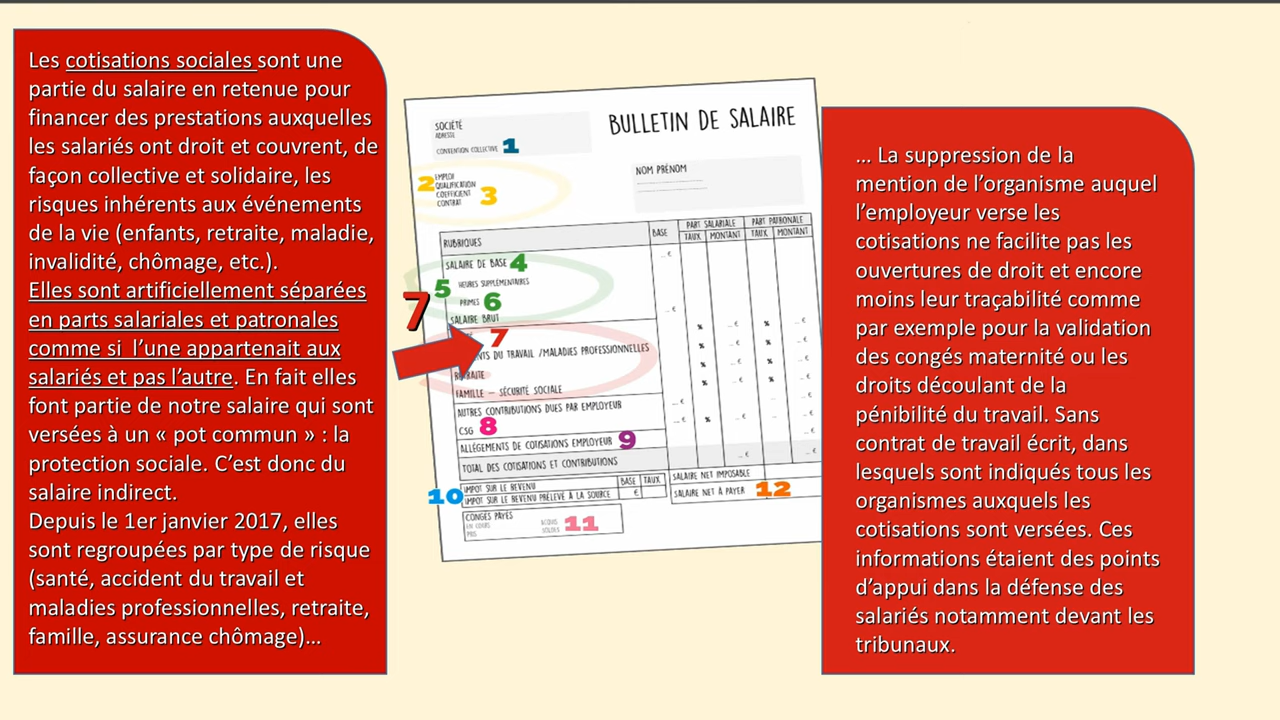 Les cotisations sociales sont une
partie du salaire en retenue pour
financer des prestations auxquelles
les salariés ont droit et couvrent, de
façon collective et solidaire, les
risques inhérents aux événements
de la vie (enfants, retraite, maladie,
invalidité, chômage, etc.).
Elles sont artificiellement séparées
en parts salariales et patronales
comme si l’une appartenait aux
salariés et pas l’autre. En fait elles
font partie de notre salaire qui sont
versées à un « pot commun » : la
protection sociale. C’est donc du
salaire indirect.
Depuis le 1er janvier 2017, elles
sont regroupées par type de risque
(santé, accident du travail et
maladies professionnelles, retraite,
famille, assurance chômage)…
7
BULLETIN DE SALAIRE
SOCIÉTÉ
ADRESSE
CONVENTION COLLECTIVE 1
NOM PRÉNOM
2 EMPLOI
QUALIFICATION
COEFFICIENT 3
CONTRAT
RUBRIQUES BASE PART SALARIALE PART PATRONALE
TAUX MONTANT TAUX MONTANT
SALAIRE DE BASE 4 … €
5 HEURES SUPPLÉMENTAIRES
PRIMES 6
SALAIRE BRUT … €
7
% … € % … €
NTS DU TRAVAIL /MALADIES PROFESSIONNELLES % … € % … €
RETRAITE % … € % … €
FAMILLE – SÉCURITÉ SOCIALE % … € % … €
AUTRES CONTRIBUTIONS DUES PAR EMPLOYEUR … € … €
CSG 8 … € % … € … €
ALLÉGEMENTS DE COTISATIONS EMPLOYEUR 9
TOTAL DES COTISATIONS ET CONTRIBUTIONS … € … €
10 IMPOT SUR LE REVENU BASE TAUX
IMPOT SUR LE REVENU PRÉLEVÉ À LA SOURCE €
SALAIRE NET IMPOSABLE
SALAIRE NET À PAYER 12
CONGÉS PAYÉS
EN COURS ACQUIS 11
PRIS SOLDES
… La suppression de la
mention de l’organisme auquel
l’employeur verse les
cotisations ne facilite pas les
ouvertures de droit et encore
moins leur traçabilité comme
par exemple pour la validation
des congés maternité ou les
droits découlant de la
pénibilité du travail. Sans
contrat de travail écrit, dans
lesquels sont indiqués tous les
organismes auxquels les
cotisations sont versées. Ces
informations étaient des points
d’appui dans la défense des
salariés notamment devant les
tribunaux.